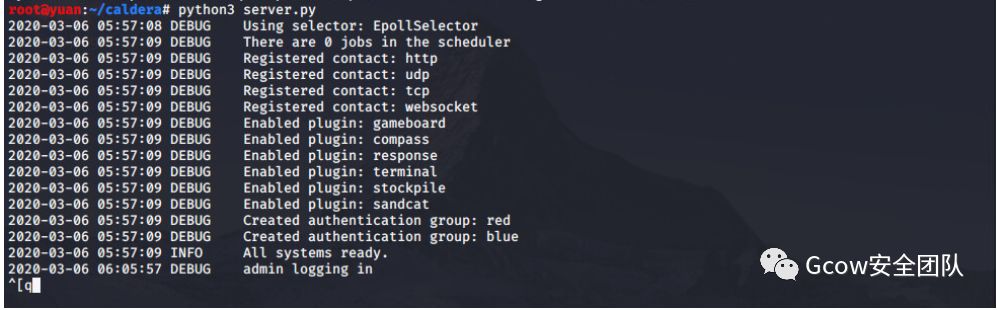 root@yuan:~/caldera# python3 server.py
2020-03-06 05:57:08 DEBUG    Using selector: EpollSelector
2020-03-06 05:57:09 DEBUG    There are 0 jobs in the scheduler
2020-03-06 05:57:09 DEBUG    Registered contact: http
2020-03-06 05:57:09 DEBUG    Registered contact: udp
2020-03-06 05:57:09 DEBUG    Registered contact: tcp
2020-03-06 05:57:09 DEBUG    Registered contact: websocket
2020-03-06 05:57:09 DEBUG    Enabled plugin: gameboard
2020-03-06 05:57:09 DEBUG    Enabled plugin: compass
2020-03-06 05:57:09 DEBUG    Enabled plugin: response
2020-03-06 05:57:09 DEBUG    Enabled plugin: terminal
2020-03-06 05:57:09 DEBUG    Enabled plugin: stockpile
2020-03-06 05:57:09 DEBUG    Enabled plugin: sandcat
2020-03-06 05:57:09 DEBUG    Created authentication group: red
2020-03-06 05:57:09 DEBUG    Created authentication group: blue
2020-03-06 05:57:09 INFO     All systems ready.
2020-03-06 06:05:57 DEBUG    admin logging in
^[q
Gcow安全团队